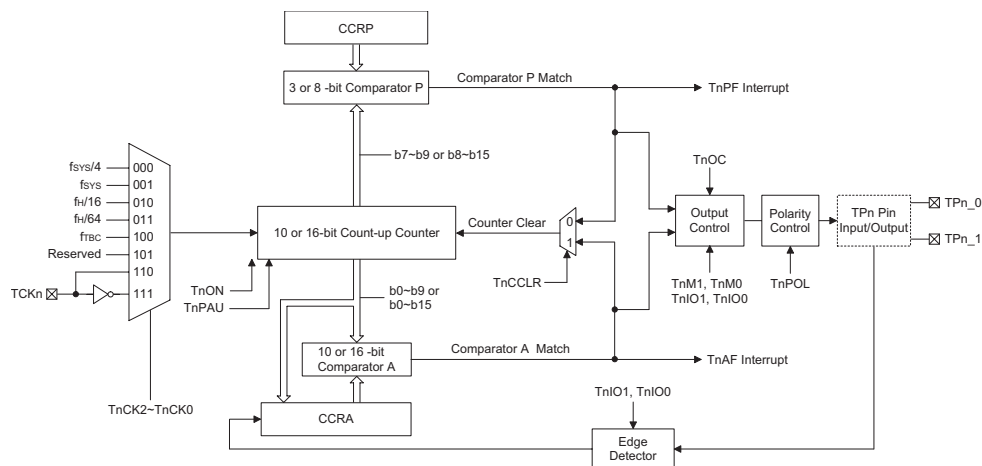 CCRP
3 or 8 -bit Comparator P
Comparator P Match
TnPF Interrupt
b7~b9 or b8~b15
fSYS/4 000
fSYS 001
fH/16 010
fH/64 011
fTBC 100
Reserved 101
110
111
TCKn
TnCK2~TnCK0
10 or 16-bit Count-up Counter
TnON
TnPAU
Counter Clear
0
1
TnCCLR
TnOC
Output
Control
TnM1, TnM0
TnIO1, TnIO0
Polarity
Control
TnPOL
TPn Pin
Input/Output
TPn_0
TPn_1
b0~b9 or
b0~b15
10 or 16 -bit
Comparator A
Comparator A Match
TnAF Interrupt
CCRA
TnIO1, TnIO0
Edge
Detector